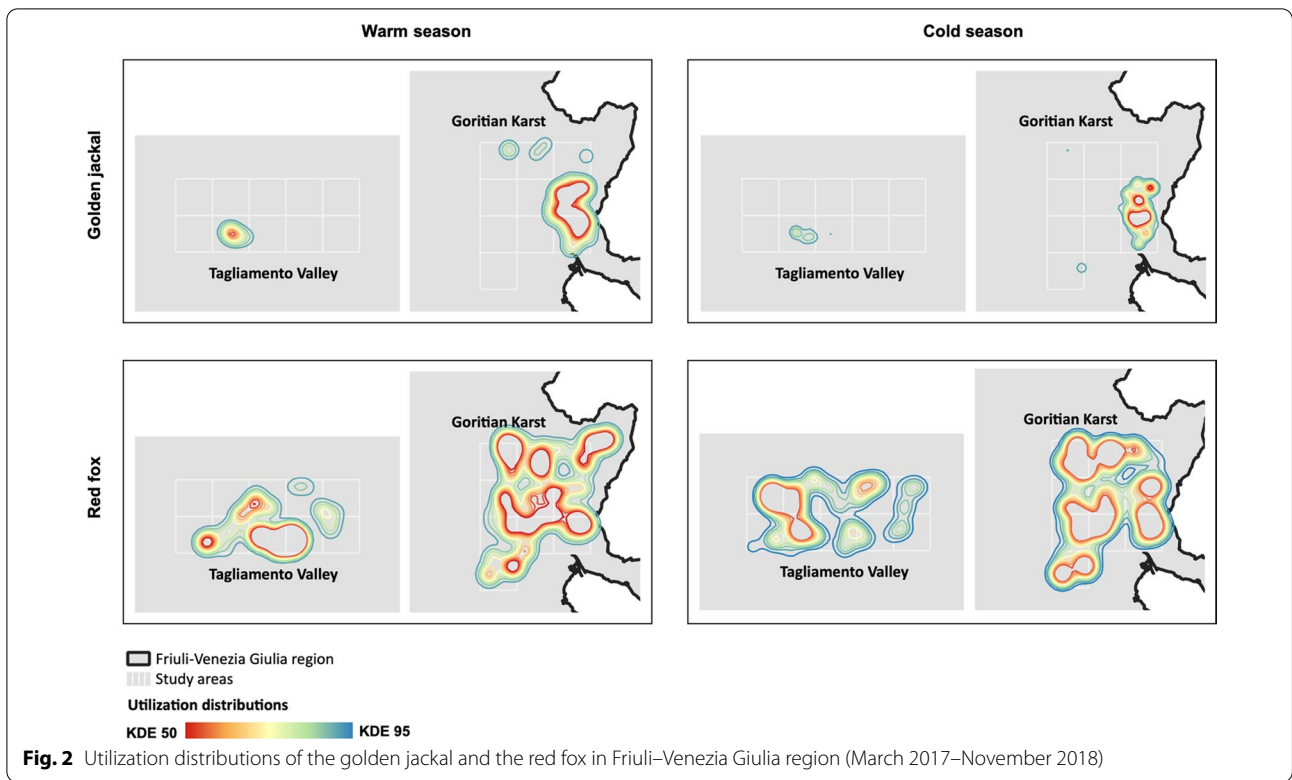 Warm season
Cold season
Golden jackal
Goritian Karst
Tagliamento Valley
Goritian Karst
Tagliamento Valley
Red fox
Goritian Karst
Tagliamento Valley
Goritian Karst
Tagliamento Valley
Friuli-Venezia Giulia region
Study areas
Utilization distributions
KDE 50 KDE 95
Fig. 2 Utilization distributions of the golden jackal and the red fox in Friuli–Venezia Giulia region (March 2017–November 2018)